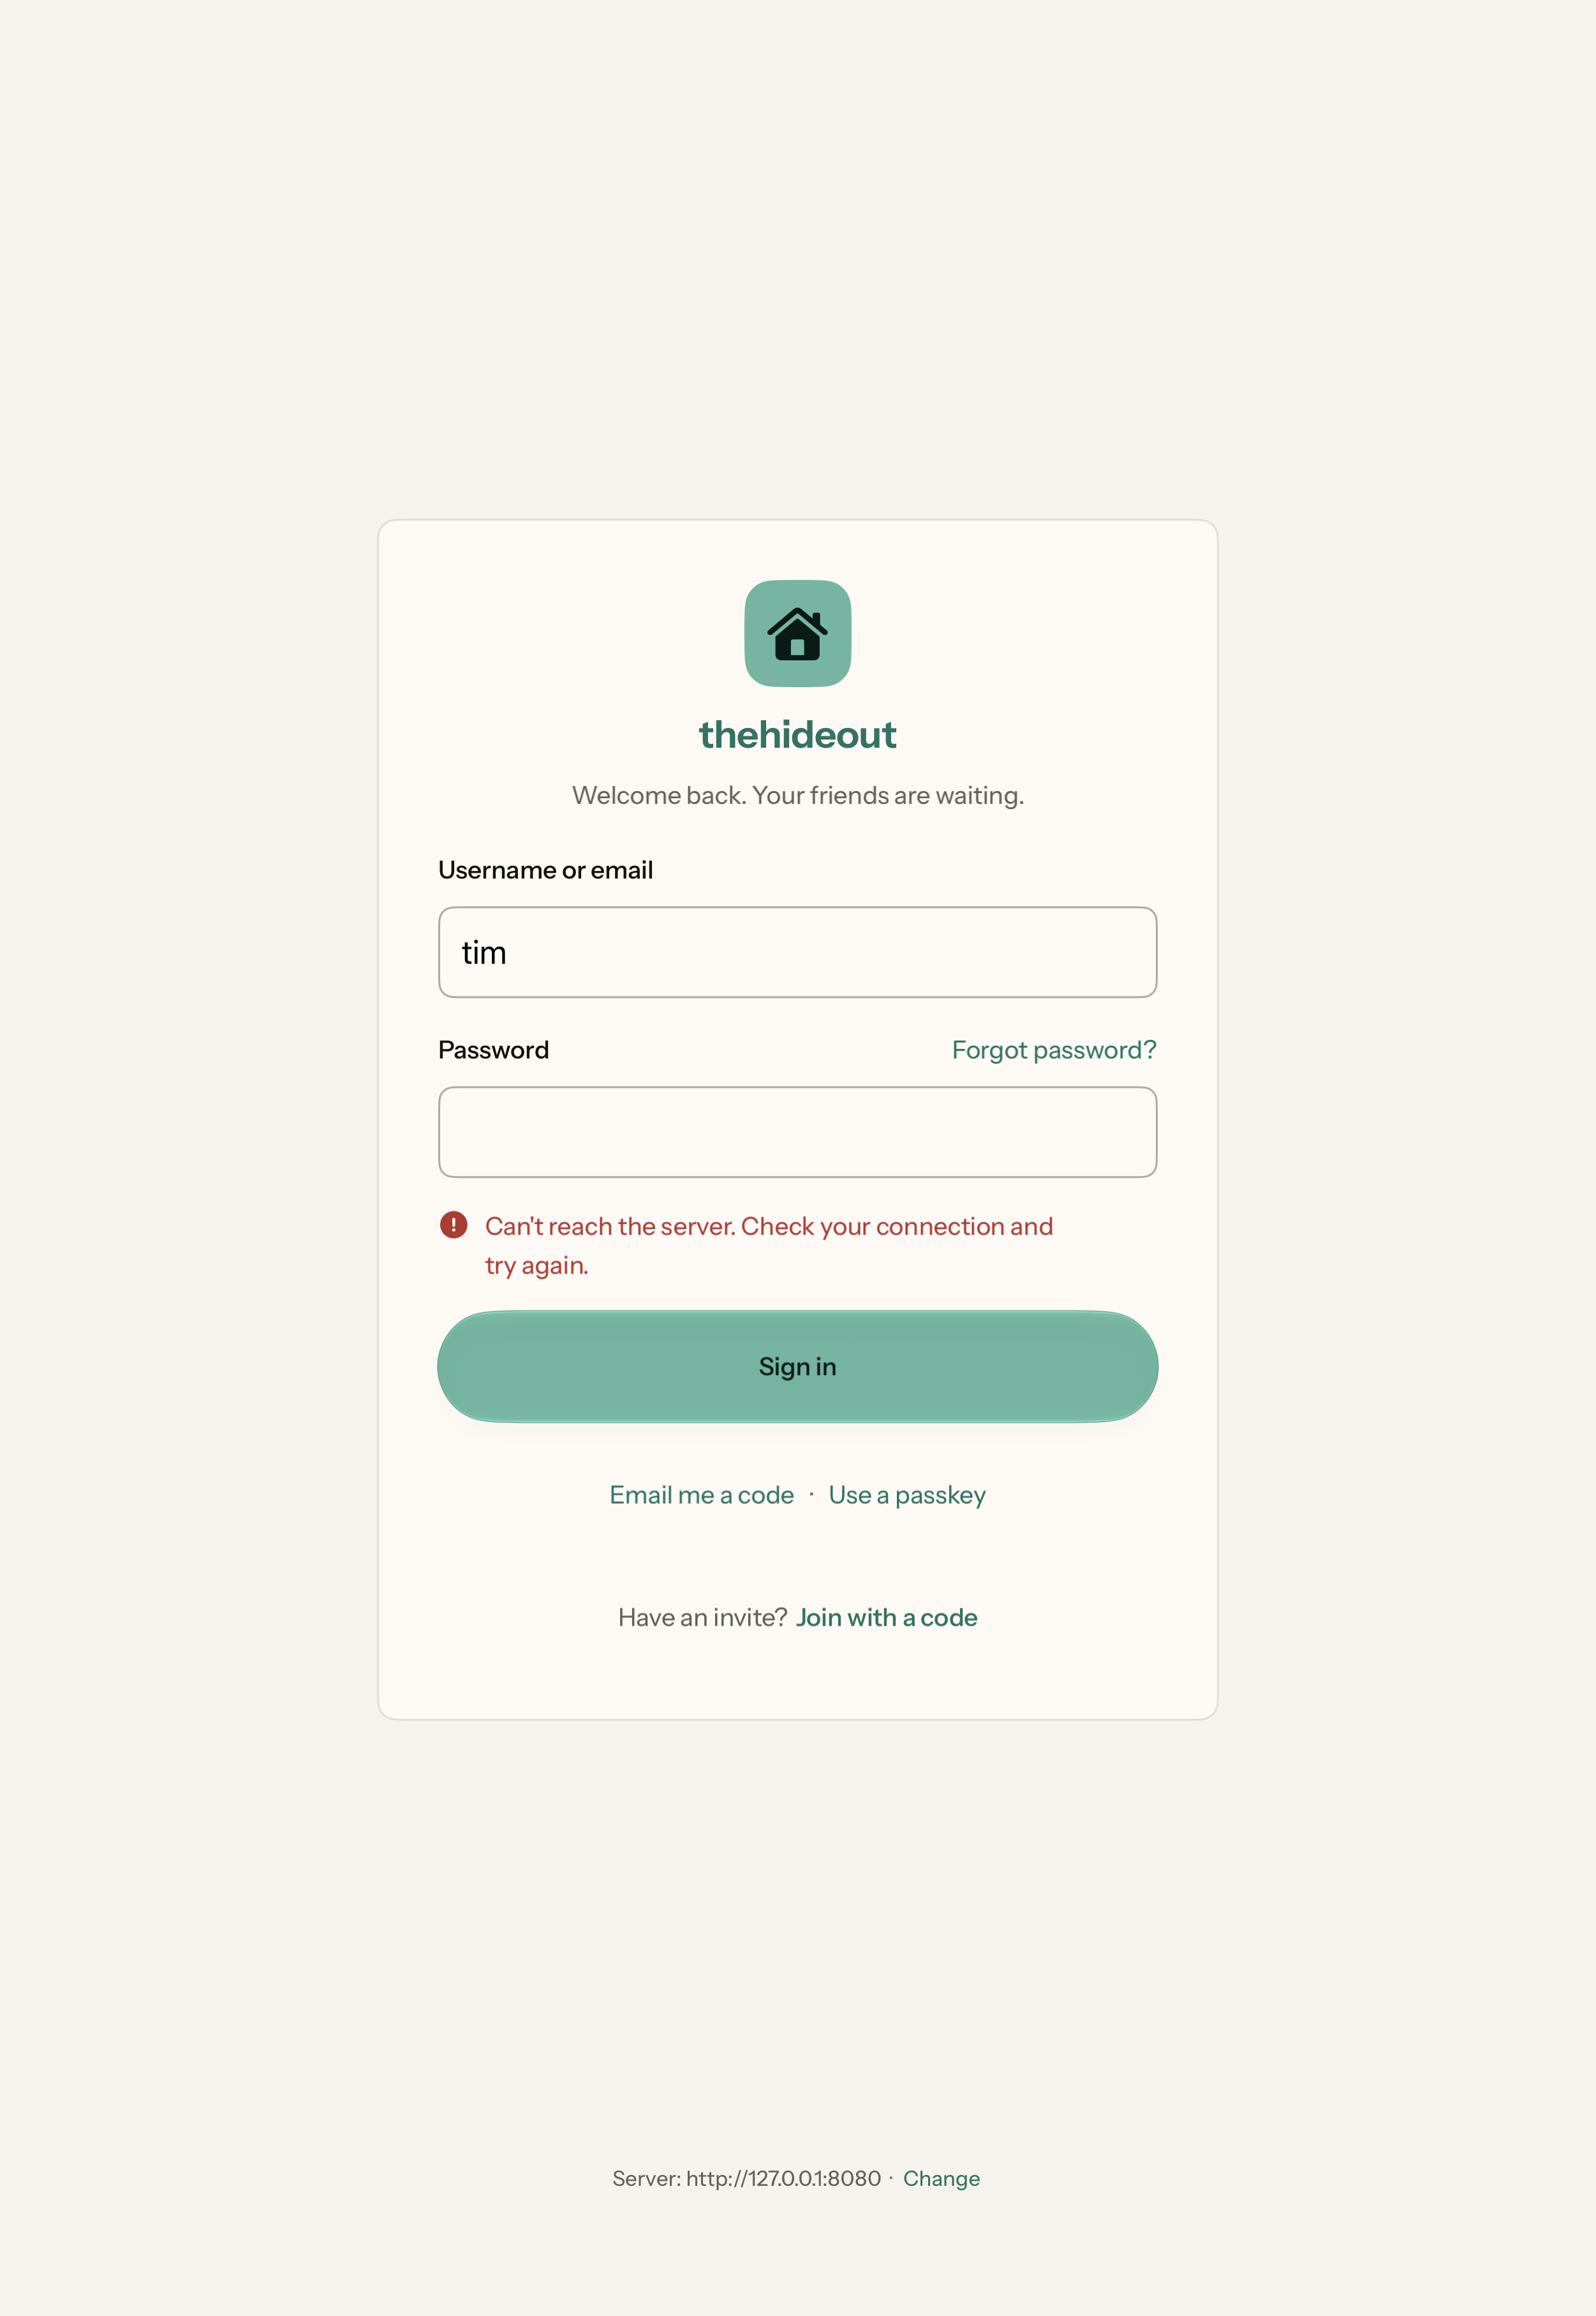 thehideout
Welcome back. Your friends are waiting.
Username or email
tim
Password
Forgot password?
Can't reach the server. Check your connection and
try again.
Sign in
Email me a code · Use a passkey
Have an invite? Join with a code
Server: http://127.0.0.1:8080 · Change